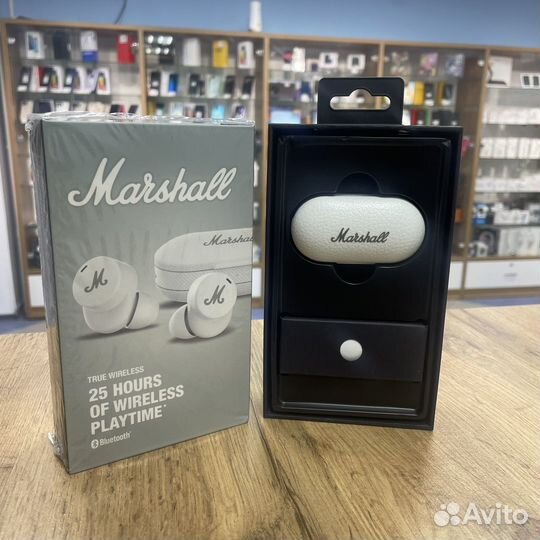 Marshall
Marshall
M
M
TRUE WIRELESS
25 HOURS
OF WIRELESS
PLAYTIME*
Bluetooth®
Marshall
Avito